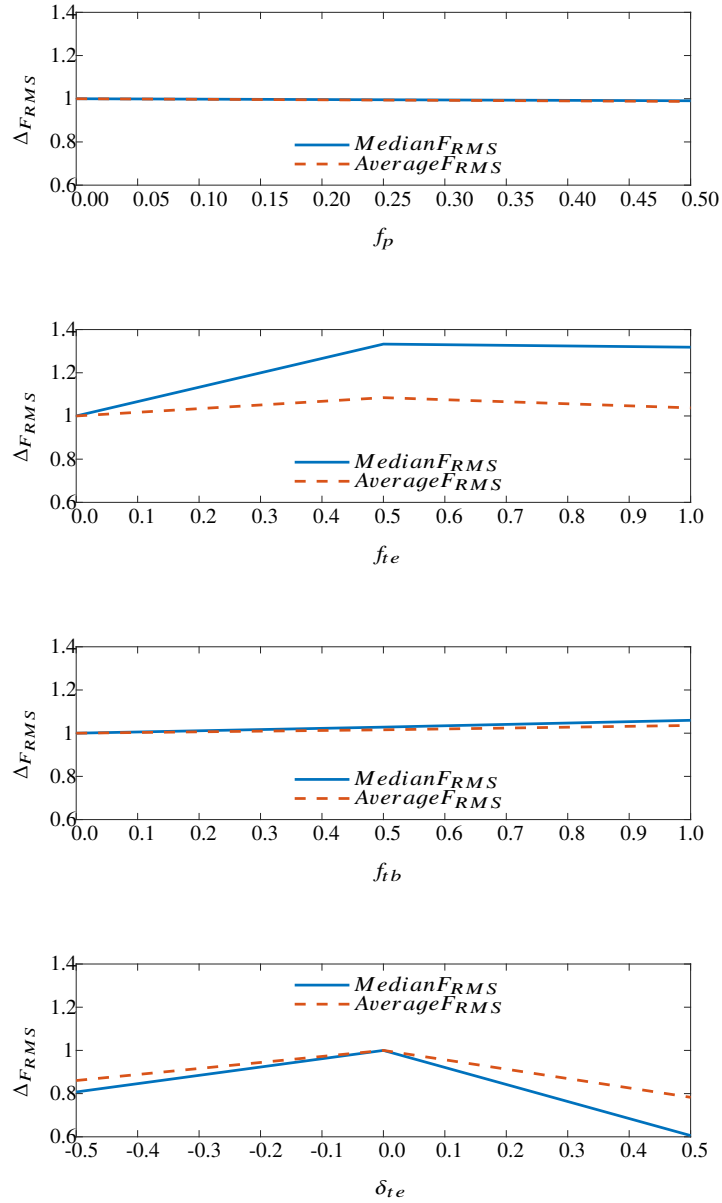 1.4
1.2
1
0.8
0.6
Δ_{F_{RMS}}
MedianF_{RMS}
AverageF_{RMS}
0.00 0.05 0.10 0.15 0.20 0.25 0.30 0.35 0.40 0.45 0.50
f_p
1.4
1.2
1
0.8
0.6
Δ_{F_{RMS}}
MedianF_{RMS}
AverageF_{RMS}
0.0 0.1 0.2 0.3 0.4 0.5 0.6 0.7 0.8 0.9 1.0
f_{te}
1.4
1.2
1
0.8
0.6
Δ_{F_{RMS}}
MedianF_{RMS}
AverageF_{RMS}
0.0 0.1 0.2 0.3 0.4 0.5 0.6 0.7 0.8 0.9 1.0
f_{tb}
1.4
1.2
1
0.8
0.6
Δ_{F_{RMS}}
MedianF_{RMS}
AverageF_{RMS}
-0.5 -0.4 -0.3 -0.2 -0.1 0.0 0.1 0.2 0.3 0.4 0.5
δ_{te}